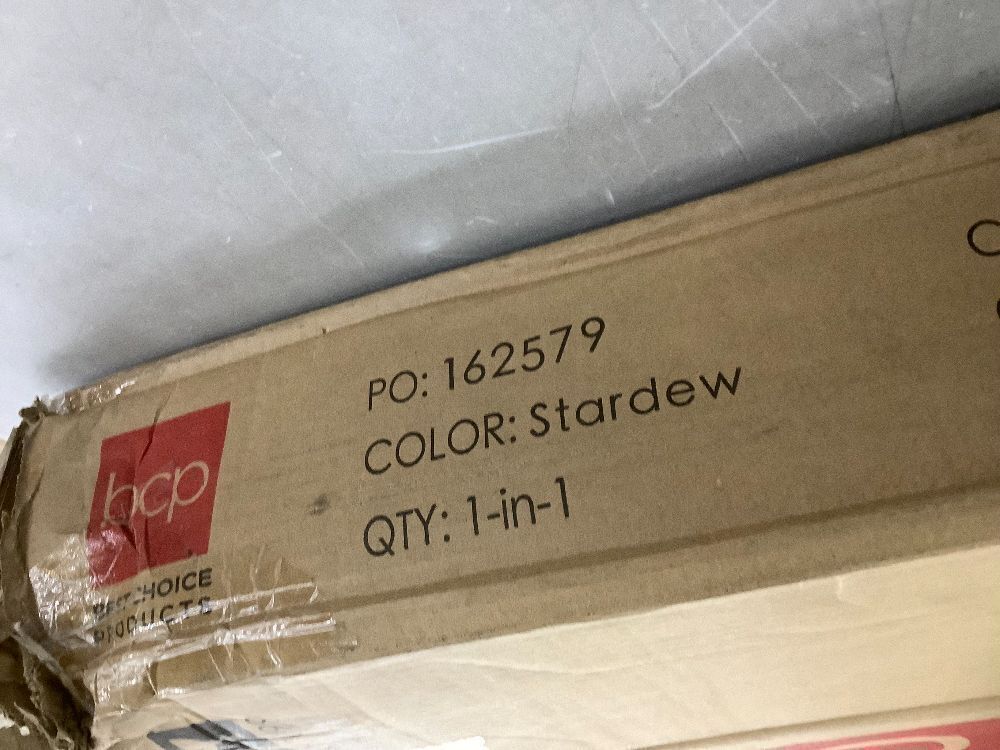 PO: 162579
COLOR: Stardew
QTY: 1-in-1
bcp
BEST CHOICE
PRODUCTS